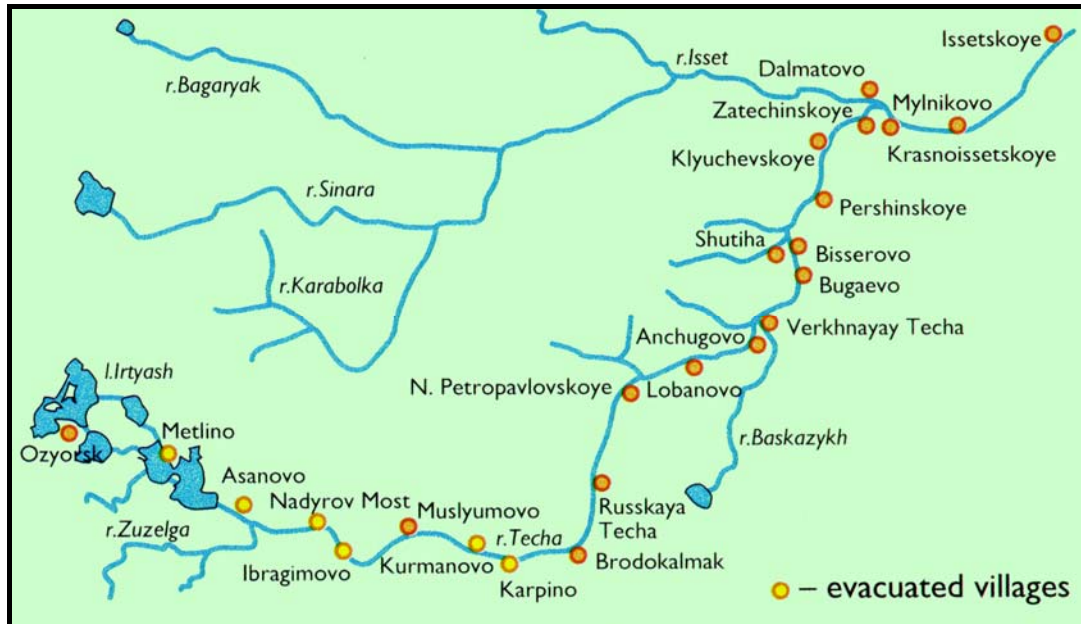 Issetskoye
r.Isset
Dalmatovo
r.Bagaryak
Zatechinskoye
Mylnikovo
Klyuchevskoye
Krasnoissetskoye
r.Sinara
Pershinskoye
Shutiha
Bisserovo
r.Karabolka
Bugaevo
Anchugovo
Verkhnayay Techa
l.Irtyash
N. Petropavlovskoye
Lobanovo
Metlino
r.Baskazykh
Ozyorsk
Asanovo
Nadyrov Most
Muslyumovo
Russkaya
Techa
r.Zuzelga
r.Techa
Ibragimovo
Kurmanovo
Brodokalmak
Karpino
– evacuated villages